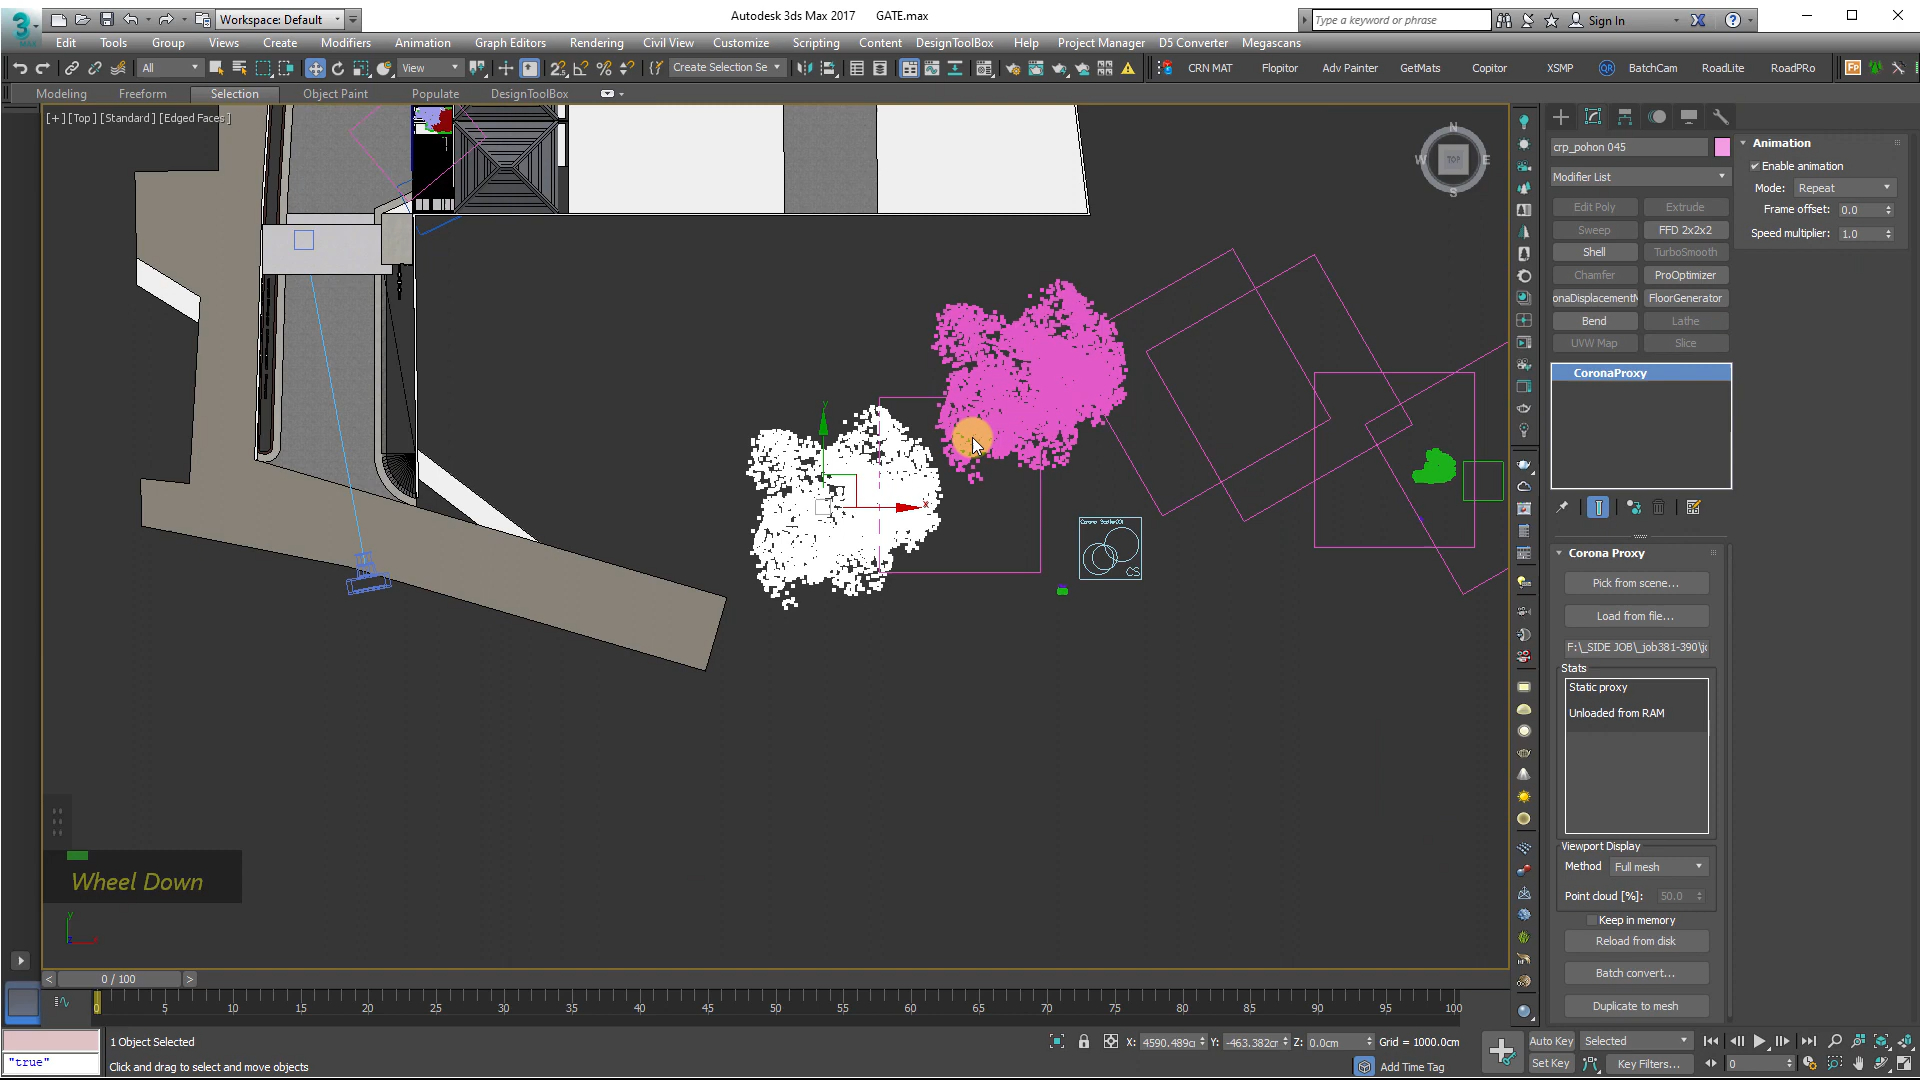 Workspace: Default
Autodesk 3ds Max 2017 GATE.max
Type a keyword or phrase
Sign In
3
MAX
Edit Tools Group Views Create Modifiers Animation Graph Editors Rendering Civil View Customize Scripting Content DesignToolBox Help Project Manager D5 Converter Megascans
All View Create Selection Se CRN MAT Flopitor Adv Painter GetMats Copitor XSMP BatchCam RoadLite RoadPRo
Modeling Freeform Selection Object Paint Populate DesignToolBox
[+] [Top] [Standard] [Edged Faces]
N
W TOP E
S
crp_pohon 045
Modifier List
Edit Poly Extrude
Sweep FFD 2x2x2
Shell TurboSmooth
Chamfer ProOptimizer
onaDisplacementM FloorGenerator
Bend Lathe
UVW Map Slice
CoronaProxy
Animation
Enable animation
Mode: Repeat
Frame offset: 0.0
Speed multiplier: 1.0
Corona Proxy
Pick from scene...
Load from file...
F:\_SIDE JOB\_job381-390\jo
Stats
Static proxy
Unloaded from RAM
Viewport Display
Method Full mesh
Point cloud [%]: 50.0
Keep in memory
Reload from disk
Batch convert...
Duplicate to mesh
y
x
CS
Wheel Down
y
0 / 100
0 5 10 15 20 25 30 35 40 45 50 55 60 65 70 75 80 85 90 95 100
1 Object Selected
"true"
Click and drag to select and move objects
X: 4590.489cr Y: -463.382cr Z: 0.0cm Grid = 1000.0cm
Add Time Tag
Auto Key Selected
Set Key Key Filters... 0